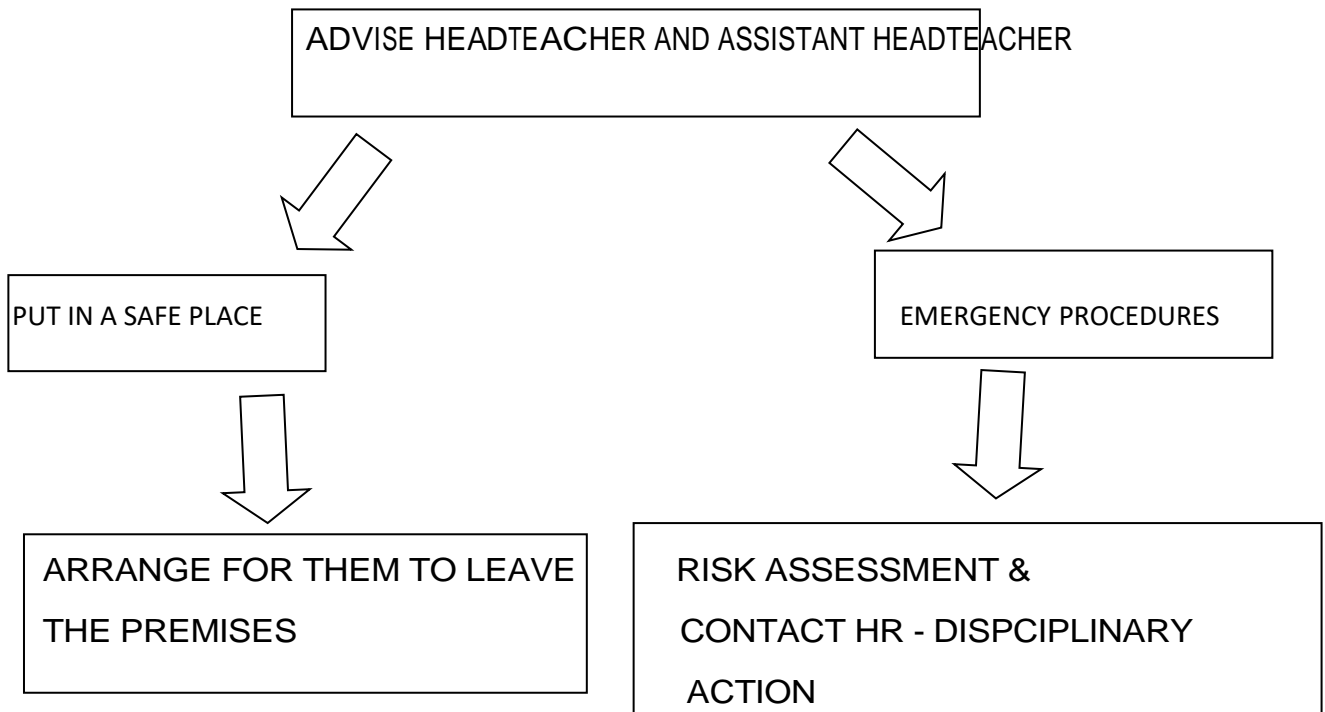 ADVISE HEADTEACHER AND ASSISTANT HEADTEACHER
PUT IN A SAFE PLACE
EMERGENCY PROCEDURES
ARRANGE FOR THEM TO LEAVE
THE PREMISES
RISK ASSESSMENT &
CONTACT HR - DISPCIPLINARY
ACTION